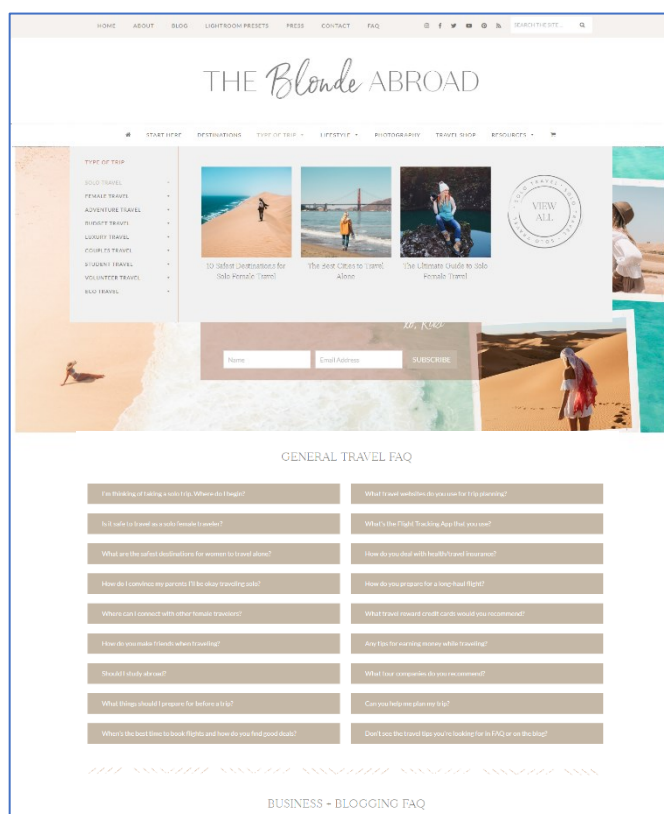 HOME ABOUT BLOG LIGHTROOM PRESETS PRESS CONTACT FAQ SEARCH THE SITE ...
THE Blonde ABROAD
START HERE DESTINATIONS TYPE OF TRIP LIFESTYLE PHOTOGRAPHY TRAVEL SHOP RESOURCES
TYPE OF TRIP
SOLO TRAVEL
FEMALE TRAVEL
ADVENTURE TRAVEL
BUDGET TRAVEL
LUXURY TRAVEL
COUPLES TRAVEL
STUDENT TRAVEL
VOLUNTEER TRAVEL
ECO TRAVEL
10 Safest Destinations for
Solo Female Travel
The Best Cities to Travel
Alone
The Ultimate Guide to Solo
Female Travel
SOLO TRAVEL • SOLO TRAVEL
VIEW
ALL
Name Email Address SUBSCRIBE
GENERAL TRAVEL FAQ
I'm thinking of taking a solo trip. Where do I begin?
What travel websites do you use for trip planning?
Is it safe to travel as a solo female traveler?
What's the Flight Tracking App that you use?
What are the safest destinations for women to travel alone?
How do you deal with health/travel insurance?
How do I convince my parents I'll be okay traveling solo?
How do you prepare for a long-haul flight?
Where can I connect with other female travelers?
What travel reward credit cards would you recommend?
How do you make friends when traveling?
Any tips for earning money while traveling?
Should I study abroad?
What tour companies do you recommend?
What things should I prepare for before a trip?
Can you help me plan my trip?
When's the best time to book flights and how do you find good deals?
Don't see the travel tips you're looking for in FAQ or on the blog?
BUSINESS + BLOGGING FAQ